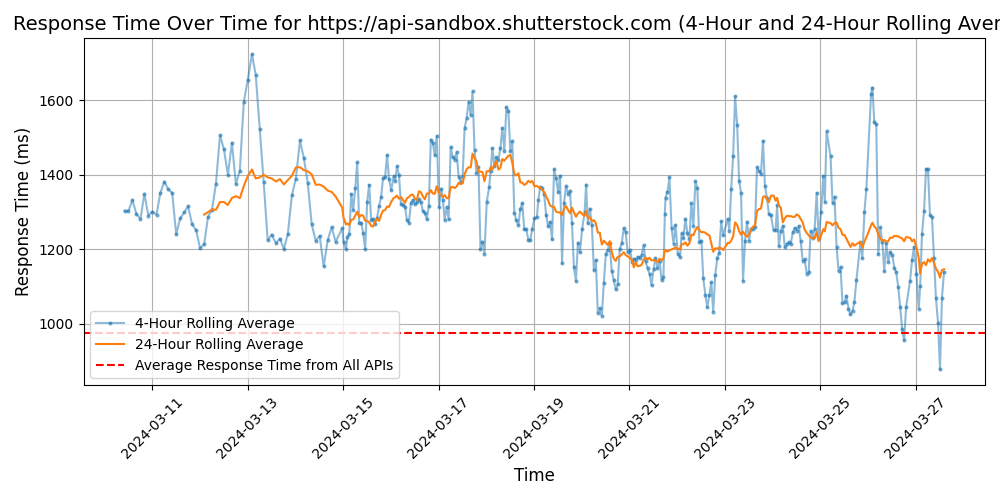 Response Time Over Time for https://api-sandbox.shutterstock.com (4-Hour and 24-Hour Rolling Aver
Response Time (ms)
1600
1400
1200
1000
4-Hour Rolling Average
24-Hour Rolling Average
Average Response Time from All APIs
2024-03-11
2024-03-13
2024-03-15
2024-03-17
2024-03-19
2024-03-21
2024-03-23
2024-03-25
2024-03-27
Time